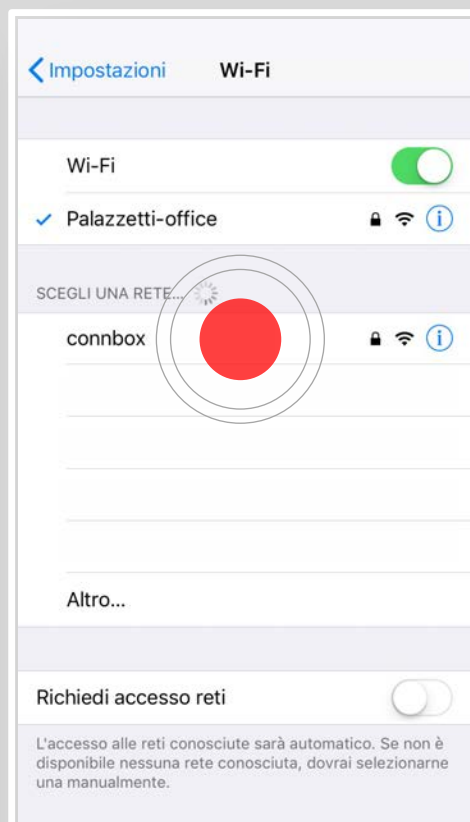 Impostazioni Wi-Fi
Wi-Fi
Palazzetti-office
SCEGLI UNA RETE...
connbox
Altro...
Richiedi accesso reti
L'accesso alle reti conosciute sarà automatico. Se non è
disponibile nessuna rete conosciuta, dovrai selezionarne
una manualmente.